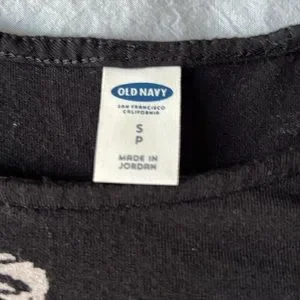 OLD NAVY
SAN FRANCISCO
CALIFORNIA
S
P
MADE IN
JORDAN